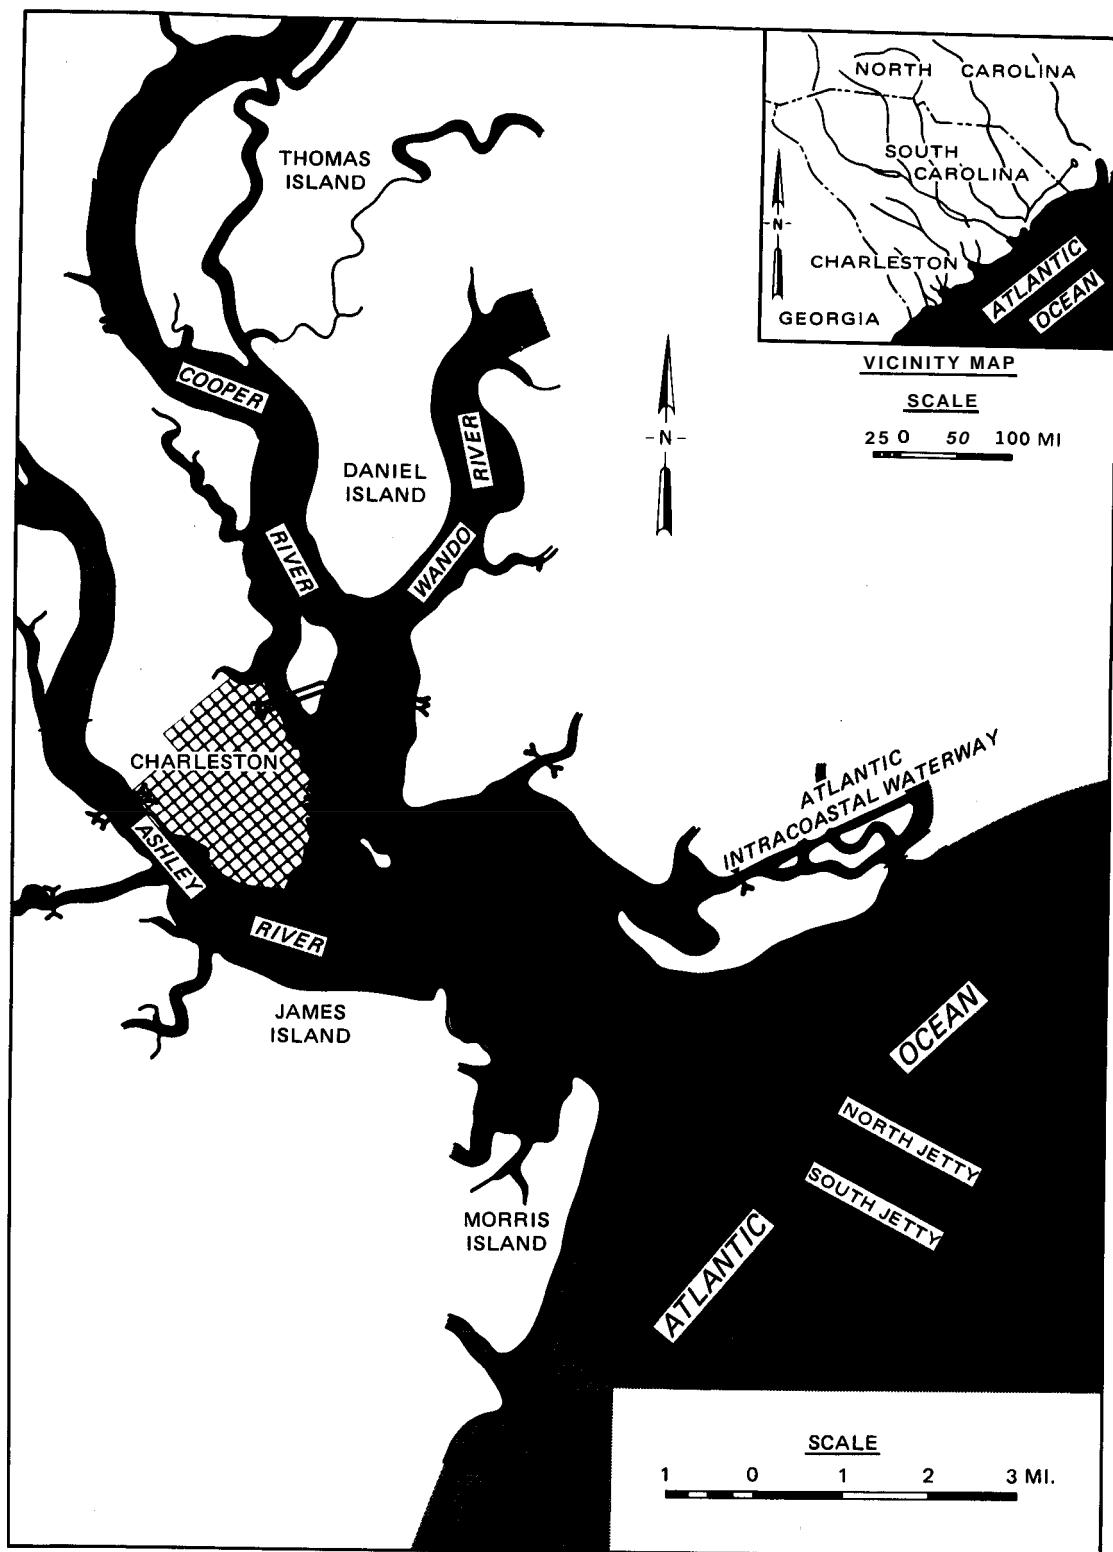 THOMAS
ISLAND
NORTH CAROLINA
SOUTH
CAROLINA
-N-
CHARLESTON
ATLANTIC
OCEAN
GEORGIA
VICINITY MAP
SCALE
25 0 50 100 MI
COOPER
RIVER
DANIEL
ISLAND
WANDO
RIVER
-N-
CHARLESTON
ASHLEY
RIVER
ATLANTIC
INTRACOASTAL WATERWAY
JAMES
ISLAND
MORRIS
ISLAND
ATLANTIC
OCEAN
NORTH JETTY
SOUTH JETTY
SCALE
1 0 1 2 3 MI.